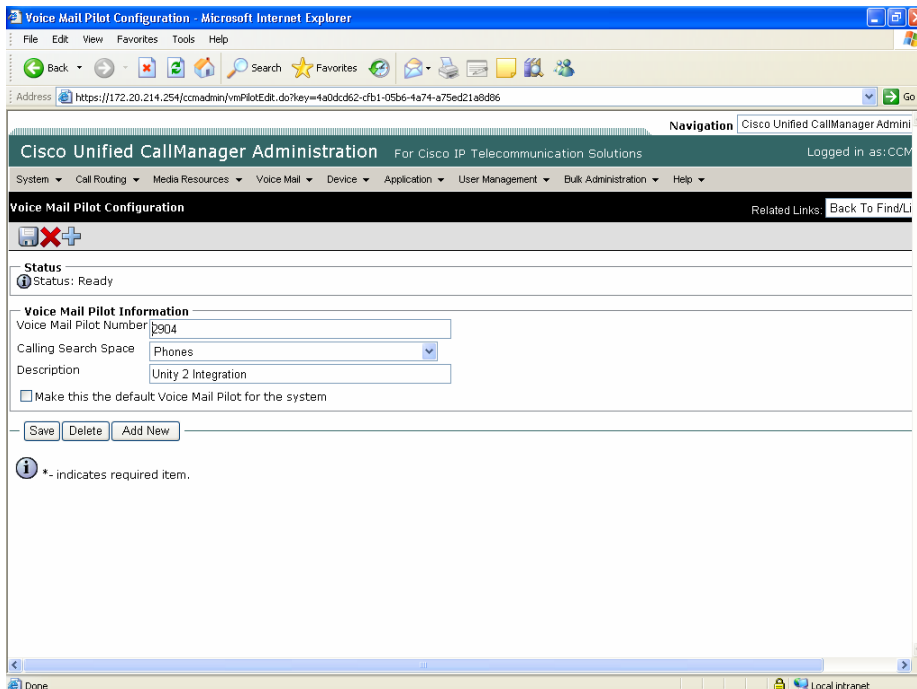 Voice Mail Pilot Configuration - Microsoft Internet Explorer
File Edit View Favorites Tools Help
Back Search Favorites
Address https://172.20.214.254/ccmadmin/vmPilotEdit.do?key=4a0dcd62-cfb1-05b6-4a74-a75ed21a8d86 Go
Navigation Cisco Unified CallManager Admini
Cisco Unified CallManager Administration For Cisco IP Telecommunication Solutions Logged in as:CCM
System Call Routing Media Resources Voice Mail Device Application User Management Bulk Administration Help
Voice Mail Pilot Configuration Related Links: Back To Find/Li
Status
Status: Ready
Voice Mail Pilot Information
Voice Mail Pilot Number 2904
Calling Search Space Phones
Description Unity 2 Integration
Make this the default Voice Mail Pilot for the system
Save Delete Add New
*- indicates required item.
Done Local intranet